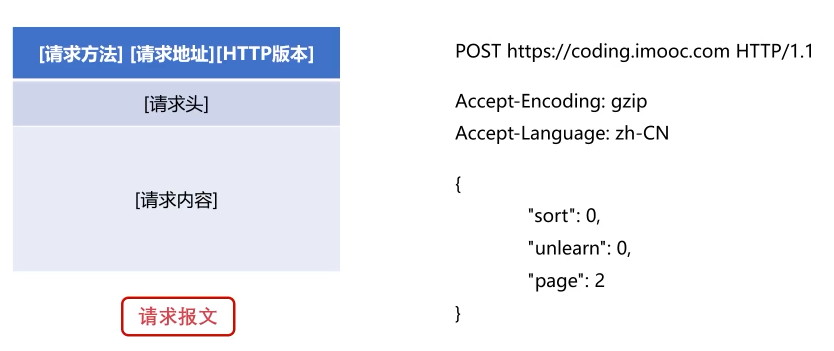 [请求方法] [请求地址][HTTP版本]
[请求头]
[请求内容]
请求报文
POST https://coding.imooc.com HTTP/1.1
Accept-Encoding: gzip
Accept-Language: zh-CN
{
"sort": 0,
"unlearn": 0,
"page": 2
}